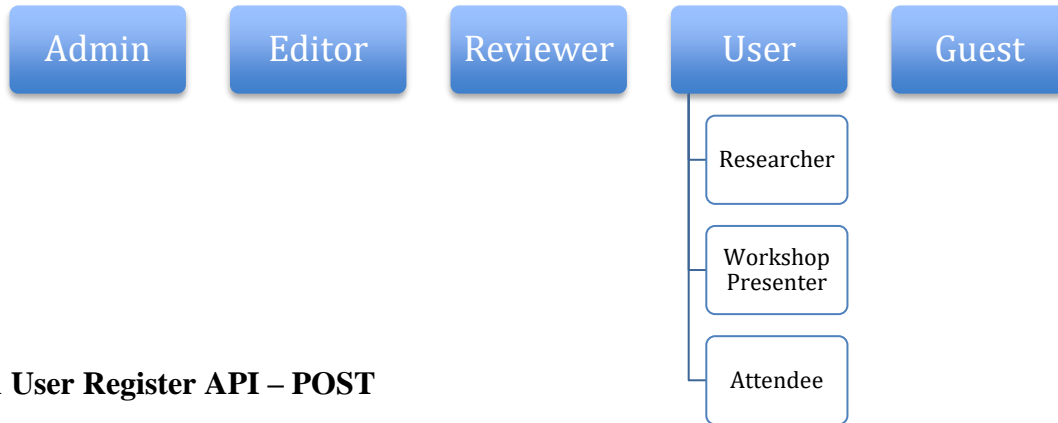 Admin
Editor
Reviewer
User
Guest
Researcher
Workshop
Presenter
Attendee
User Register API – POST